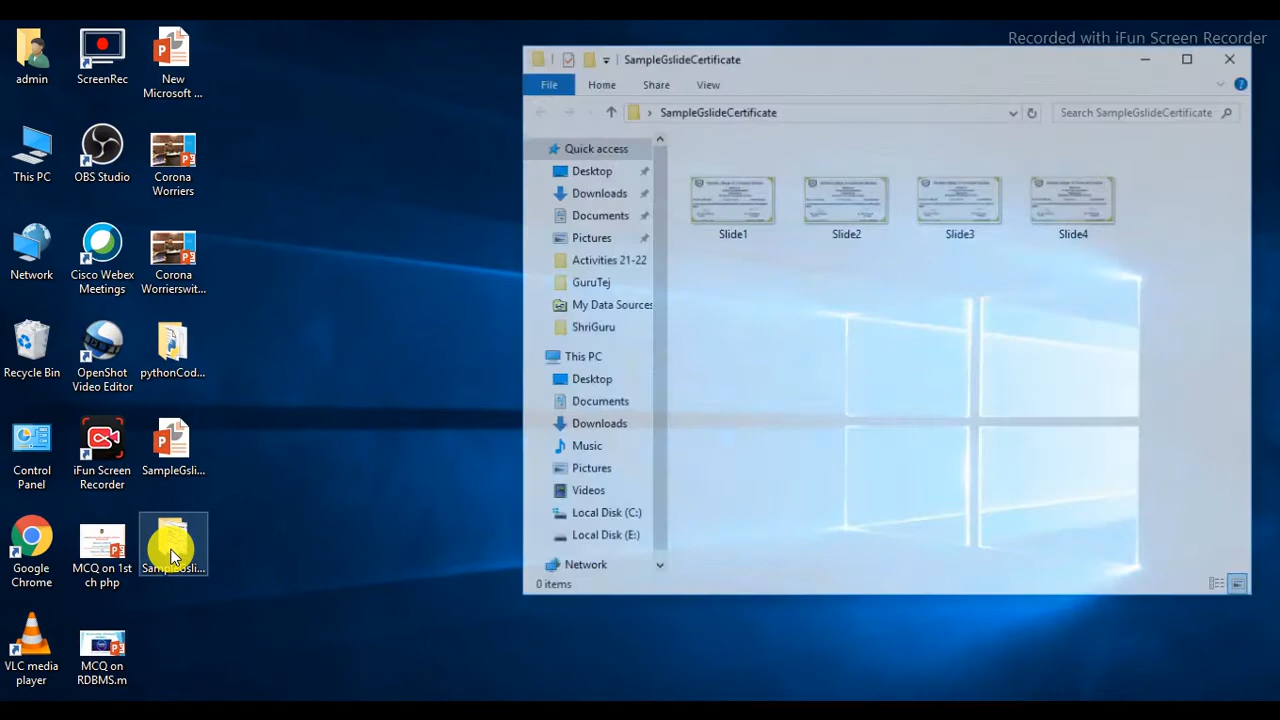 Recorded with iFun Screen Recorder
admin
ScreenRec
New
Microsoft ...
This PC
OBS Studio
Corona
Worriers
Network
Cisco Webex
Meetings
Corona
Worrierswit...
Recycle Bin
OpenShot
Video Editor
pythonCod...
Control
Panel
iFun Screen
Recorder
SampleGsli...
Google
Chrome
MCQ on 1st
ch php
SampleGsli...
VLC media
player
MCQ on
RDBMS.m
SampleGslideCertificate
File Home Share View
SampleGslideCertificate
Search SampleGslideCertificate
Quick access
Desktop
Downloads
Documents
Pictures
Activities 21-22
GuruTej
My Data Sources
ShriGuru
This PC
Desktop
Documents
Downloads
Music
Pictures
Videos
Local Disk (C:)
Local Disk (E:)
Network
Slide1 Slide2 Slide3 Slide4
0 items